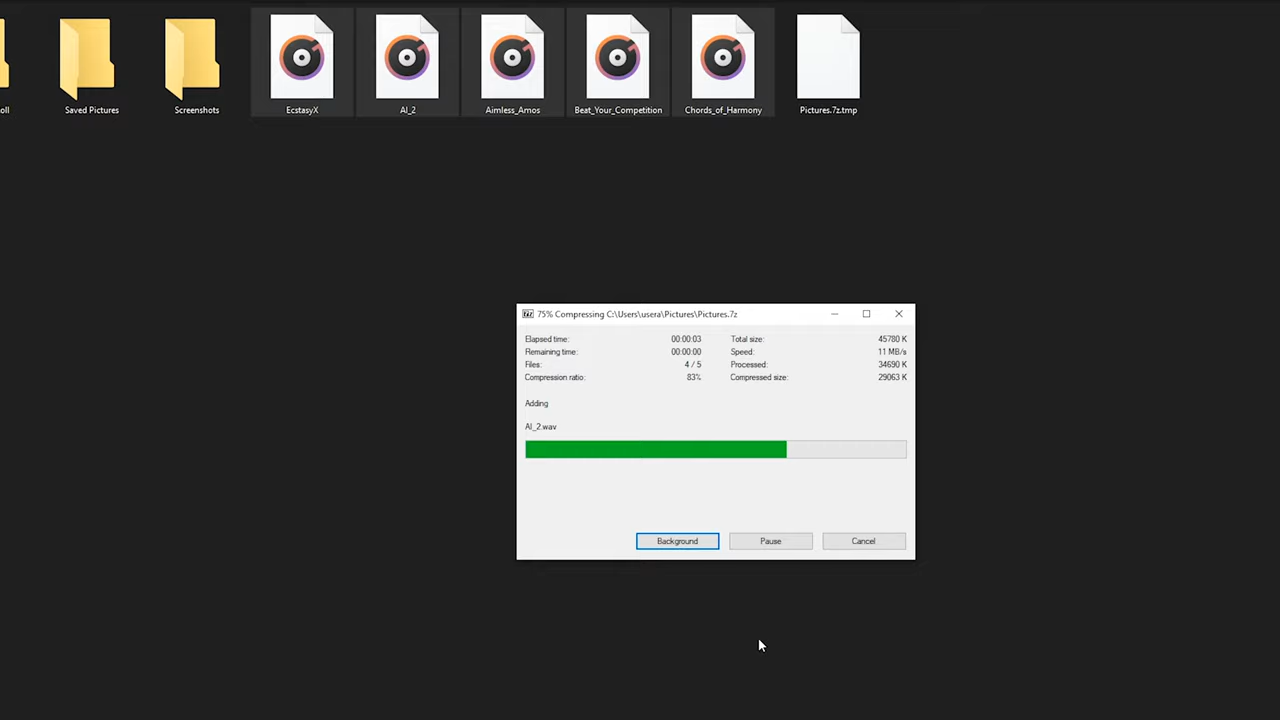 oll
Saved Pictures
Screenshots
EcstasyX
AI_2
Aimless_Amos
Beat_Your_Competition
Chords_of_Harmony
Pictures.7z.tmp
75% Compressing C:\Users\usera\Pictures\Pictures.7z
Elapsed time: 00:00:03 Total size: 45780 K
Remaining time: 00:00:00 Speed: 11 MB/s
Files: 4 / 5 Processed: 34690 K
Compression ratio: 83% Compressed size: 29063 K
Adding
AI_2.wav
Background Pause Cancel